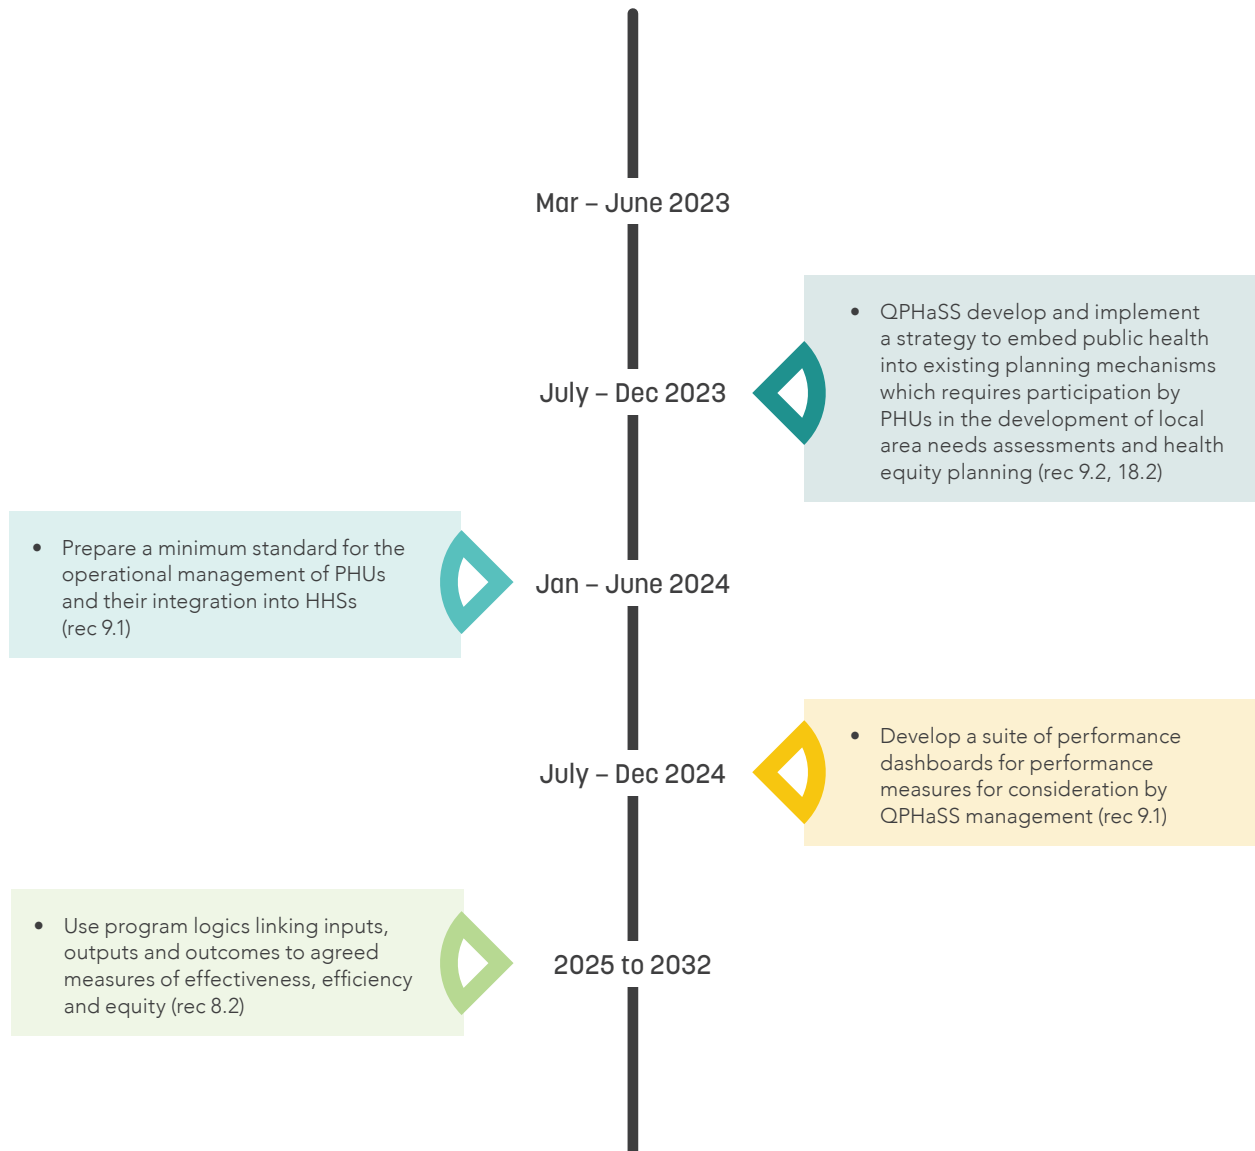 Mar – June 2023
July – Dec 2023
• QPHaSS develop and implement
a strategy to embed public health
into existing planning mechanisms
which requires participation by
PHUs in the development of local
area needs assessments and health
equity planning (rec 9.2, 18.2)
• Prepare a minimum standard for the
operational management of PHUs
and their integration into HHSs
(rec 9.1)
Jan – June 2024
July – Dec 2024
• Develop a suite of performance
dashboards for performance
measures for consideration by
QPHaSS management (rec 9.1)
• Use program logics linking inputs,
outputs and outcomes to agreed
measures of effectiveness, efficiency
and equity (rec 8.2)
2025 to 2032